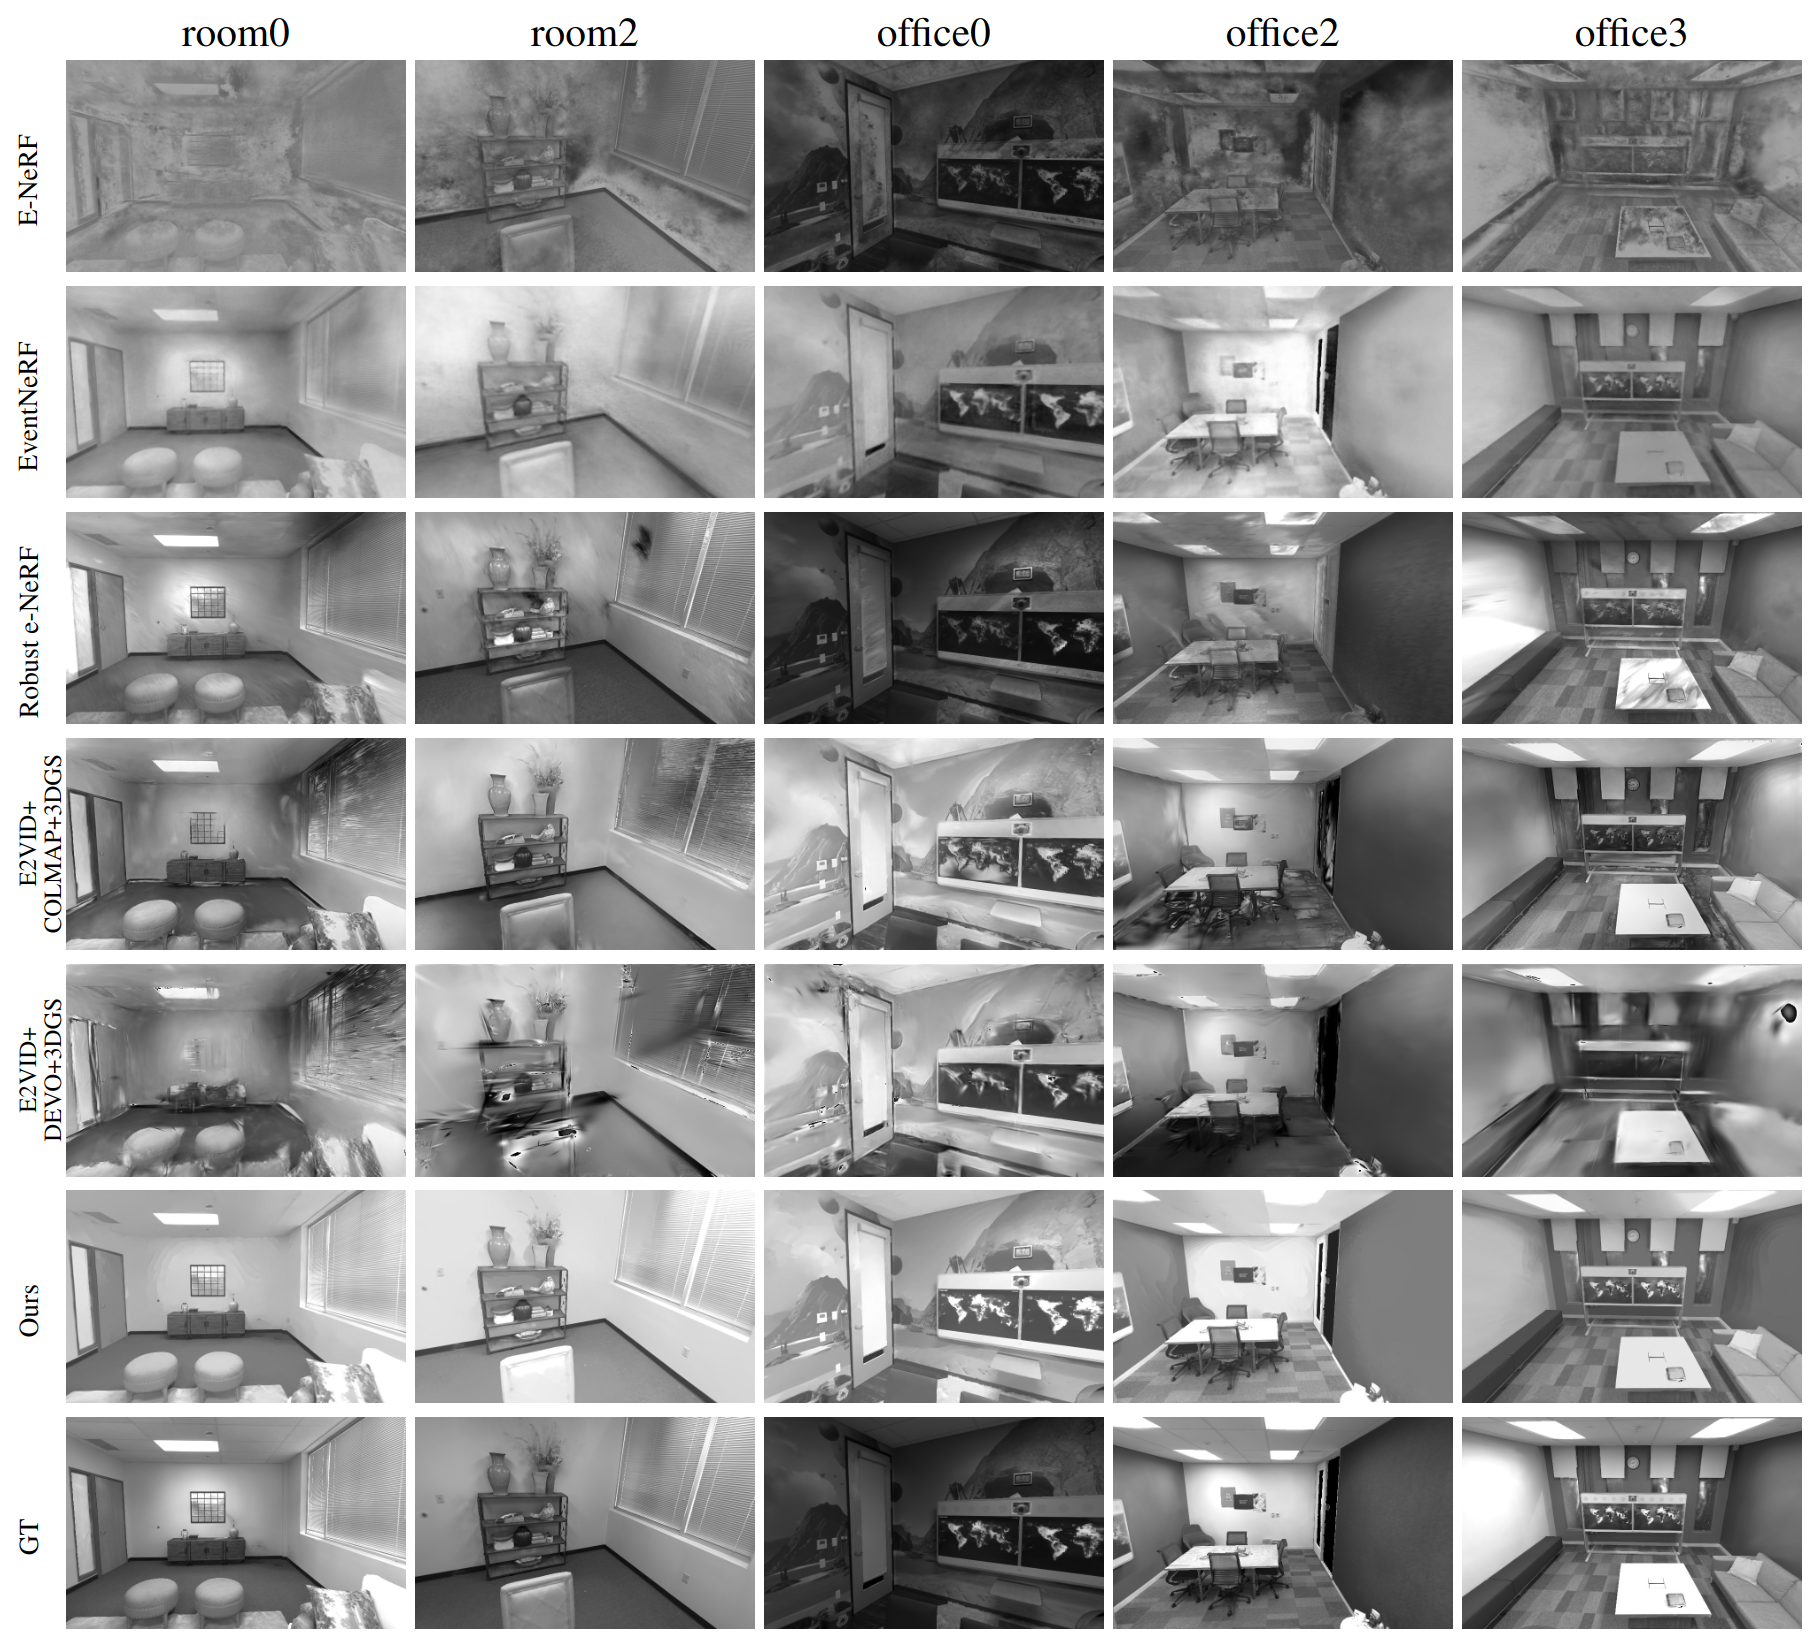 room0 room2 office0 office2 office3
E-NeRF
EventNeRF
Robust e-NeRF
E2VID+
COLMAP+3DGS
E2VID+
DEVO+3DGS
Ours
GT